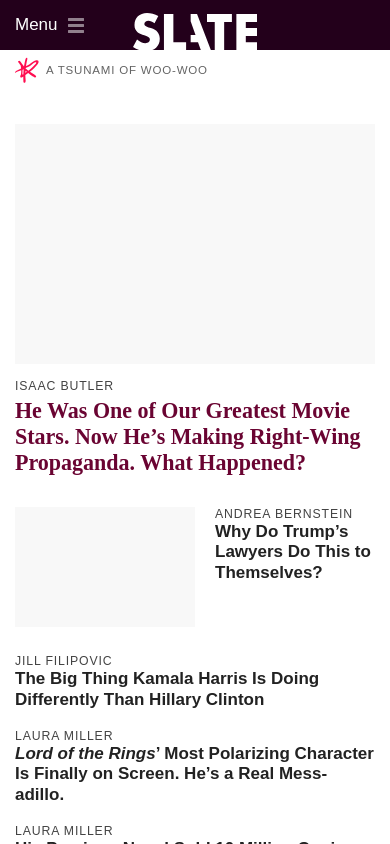 Menu
SLATE
A TSUNAMI OF WOO-WOO
ISAAC BUTLER
He Was One of Our Greatest Movie
Stars. Now He’s Making Right-Wing
Propaganda. What Happened?
ANDREA BERNSTEIN
Why Do Trump’s
Lawyers Do This to
Themselves?
JILL FILIPOVIC
The Big Thing Kamala Harris Is Doing
Differently Than Hillary Clinton
LAURA MILLER
Lord of the Rings’ Most Polarizing Character
Is Finally on Screen. He’s a Real Mess-
adillo.
LAURA MILLER